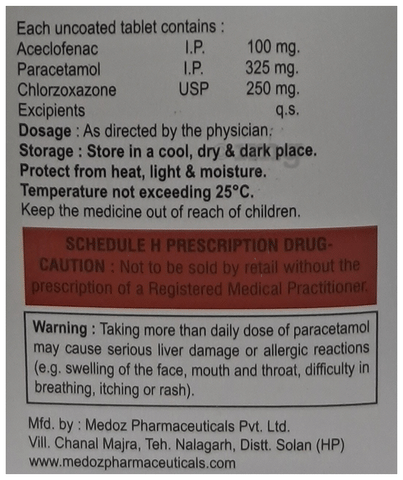 Each uncoated tablet contains :
Aceclofenac I.P. 100 mg.
Paracetamol I.P. 325 mg.
Chlorzoxazone USP 250 mg.
Excipients q.s.
Dosage : As directed by the physician.
Storage : Store in a cool, dry & dark place.
Protect from heat, light & moisture.
Temperature not exceeding 25°C.
Keep the medicine out of reach of children.
SCHEDULE H PRESCRIPTION DRUG-
CAUTION : Not to be sold by retail without the
prescription of a Registered Medical Practitioner.
Warning : Taking more than daily dose of paracetamol
may cause serious liver damage or allergic reactions
(e.g. swelling of the face, mouth and throat, difficulty in
breathing, itching or rash).
Mfd. by : Medoz Pharmaceuticals Pvt. Ltd.
Vill. Chanal Majra, Teh. Nalagarh, Distt. Solan (HP)
www.medozpharmaceuticals.com